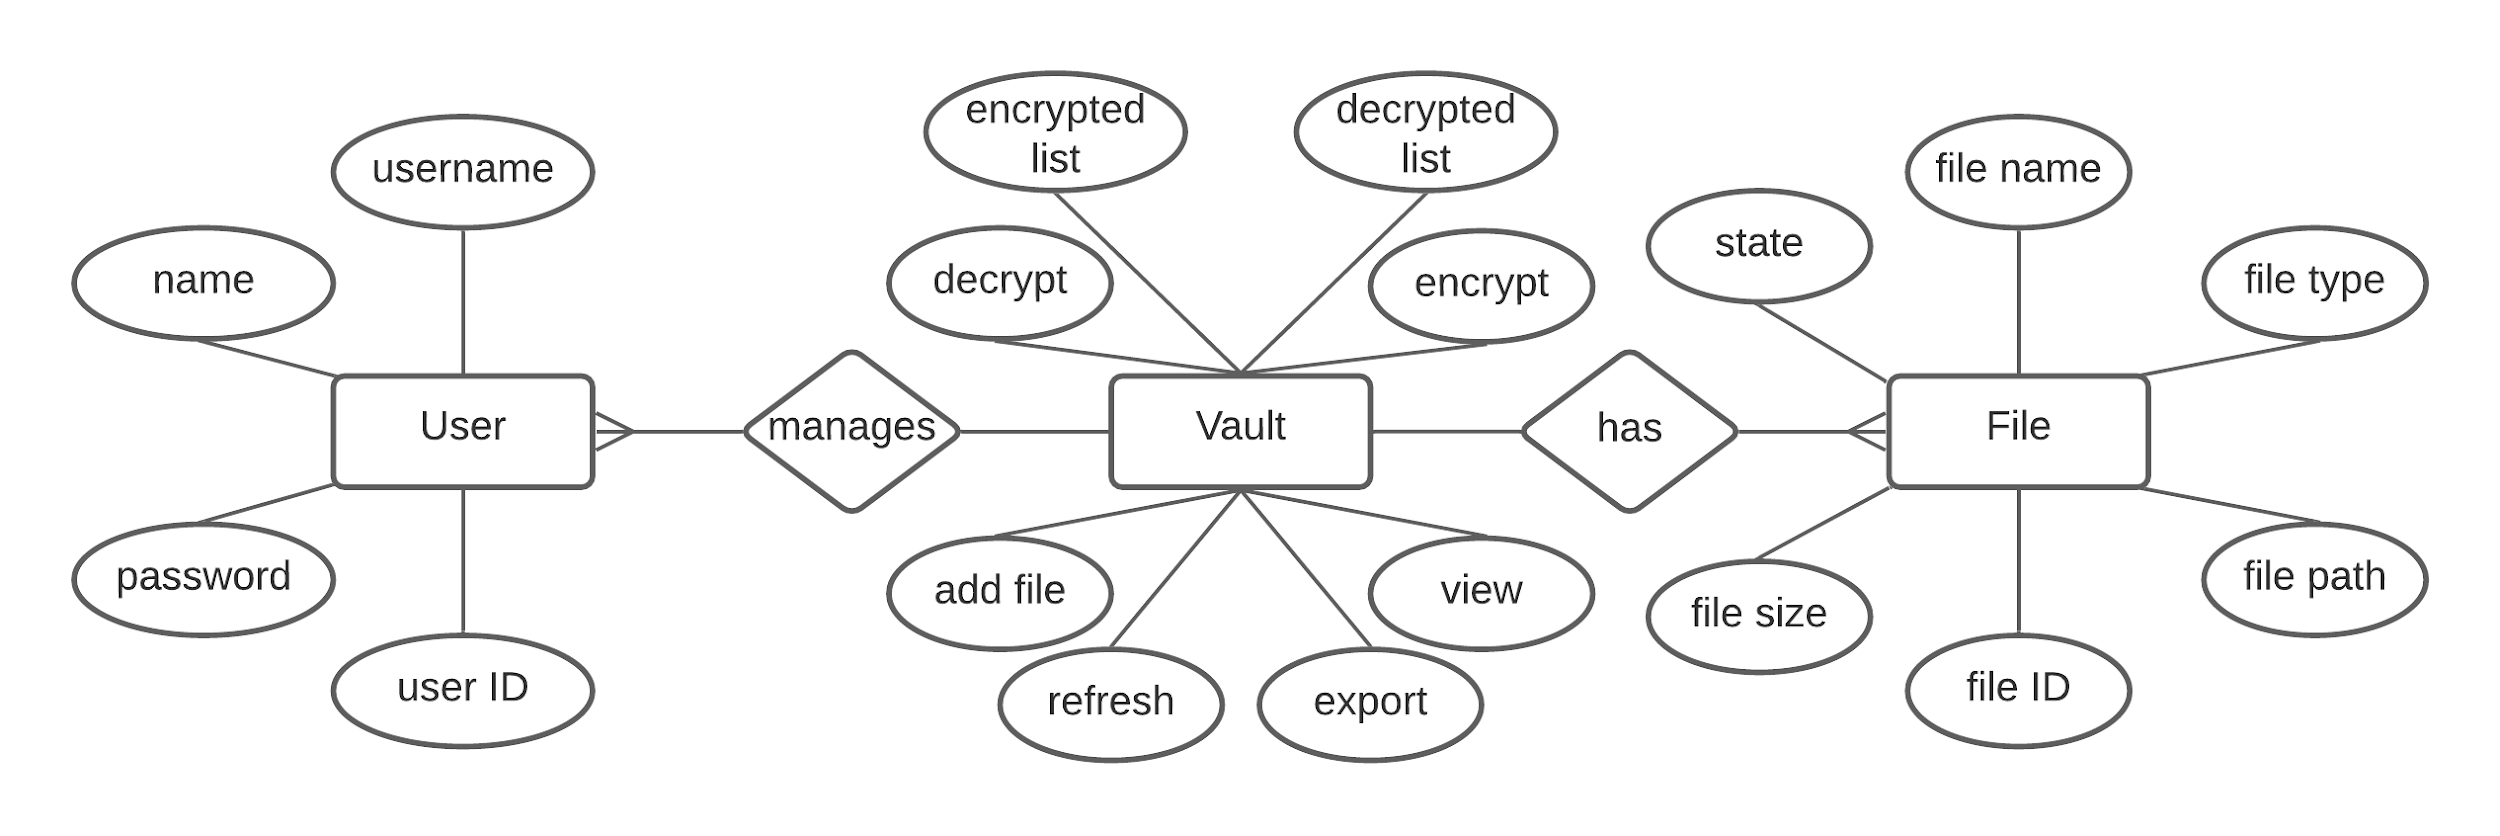 encrypted
list
decrypted
list
username
file name
state
name
decrypt
encrypt
file type
User
manages
Vault
has
File
password
add file
view
file size
file path
user ID
refresh
export
file ID